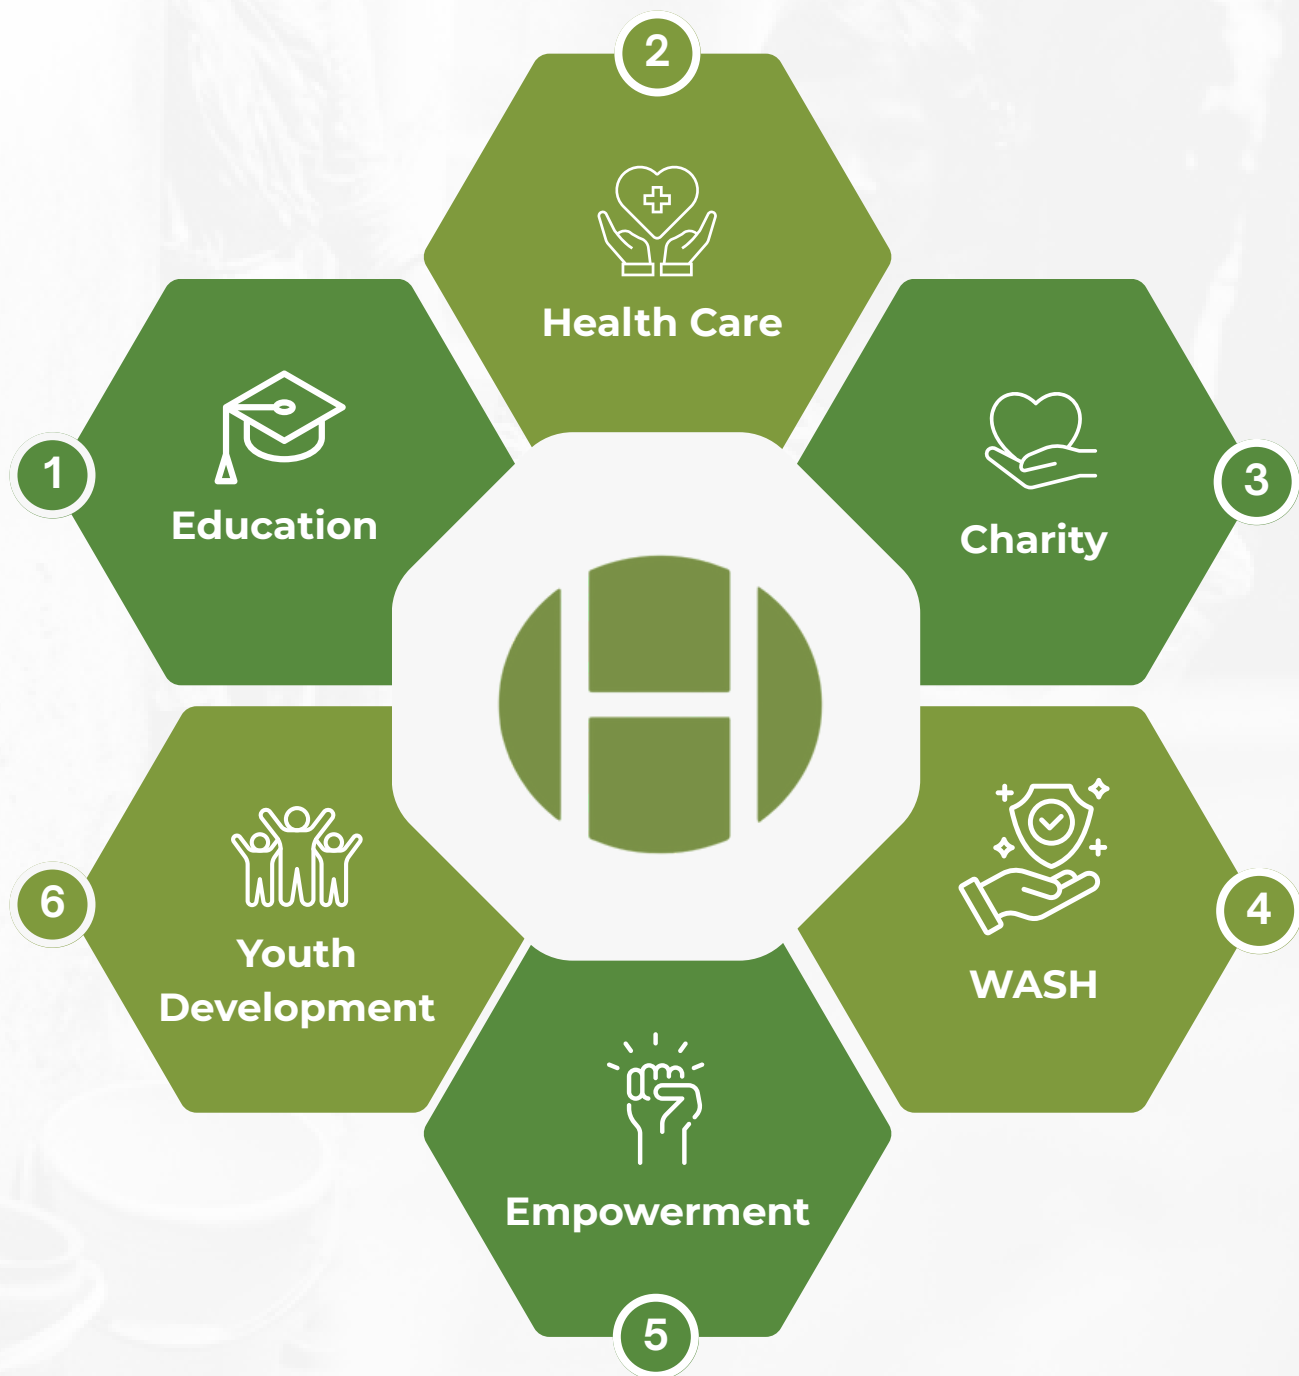 1
Education
2
Health Care
3
Charity
4
WASH
5
Empowerment
6
Youth
Development
H